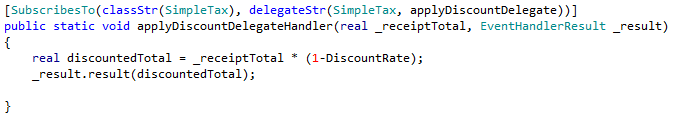 [SubscribesTo(classStr(SimpleTax), delegateStr(SimpleTax, applyDiscountDelegate))]
public static void applyDiscountDelegateHandler(real _receiptTotal, EventHandlerResult _result)
{
    real discountedTotal = _receiptTotal * (1-DiscountRate);
    _result.result(discountedTotal);
}